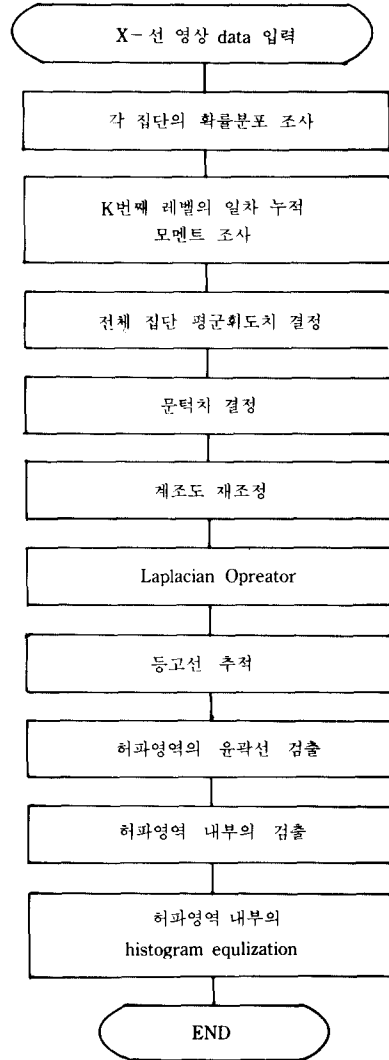 X-선 영상 data 입력
각 집단의 확률분포 조사
K번째 레벨의 일차 누적
모멘트 조사
전체 집단 평균휘도치 결정
문턱치 결정
계조도 재조정
Laplacian Opreator
등고선 추적
허파영역의 윤곽선 검출
허파영역 내부의 검출
허파영역 내부의
histogram equlization
END